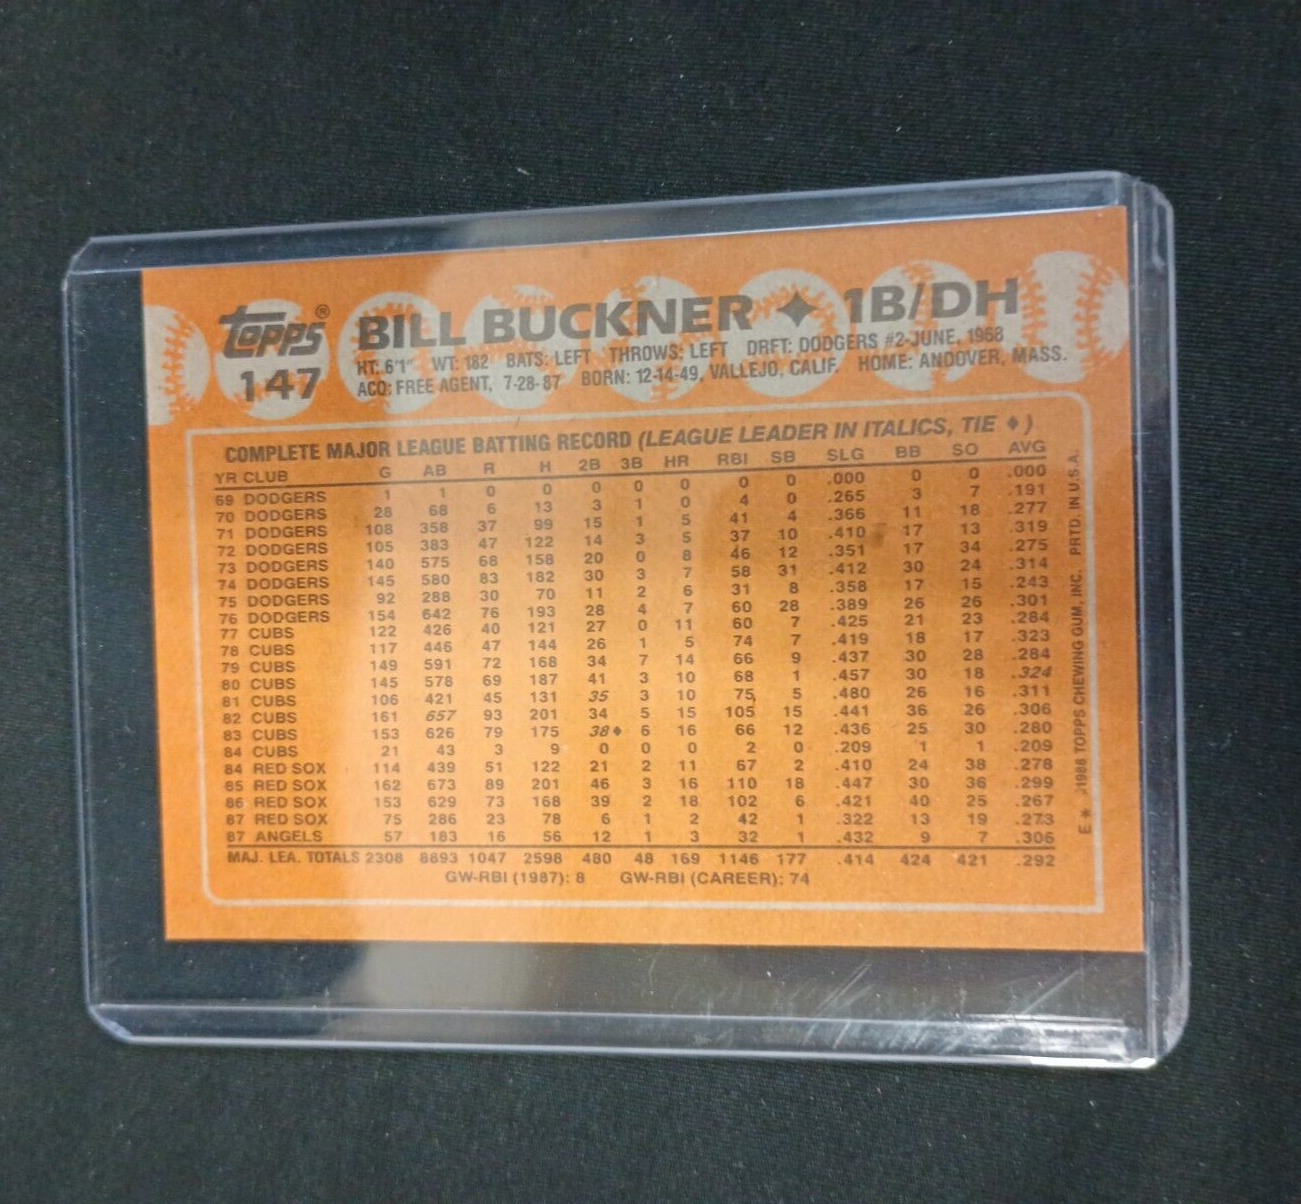 Topps® BILL BUCKNER ✦ 1B/DH
147
HT: 6'1" WT: 182 BATS: LEFT THROWS: LEFT DRFT: DODGERS #2-JUNE, 1968
ACQ: FREE AGENT, 7-28-87 BORN: 12-14-49, VALLEJO, CALIF. HOME: ANDOVER, MASS.
COMPLETE MAJOR LEAGUE BATTING RECORD (LEAGUE LEADER IN ITALICS, TIE ♦)
YR CLUB G AB R H 2B 3B HR RBI SB SLG BB SO AVG
69 DODGERS 1 1 0 0 0 0 0 0 0 .000 0 0 .000
70 DODGERS 28 68 6 13 3 1 0 4 0 .265 3 7 .191
71 DODGERS 108 358 37 99 15 1 5 41 4 .366 11 18 .277
72 DODGERS 105 383 47 122 14 3 5 37 10 .410 17 13 .319
73 DODGERS 140 575 68 158 20 0 8 46 12 .351 17 34 .275
74 DODGERS 145 580 83 182 30 3 7 58 31 .412 30 24 .314
75 DODGERS 92 288 30 70 11 2 6 31 8 .358 17 15 .243
76 DODGERS 154 642 76 193 28 4 7 60 28 .389 26 26 .301
77 CUBS 122 426 40 121 27 0 11 60 7 .425 21 23 .284
78 CUBS 117 446 47 144 26 1 5 74 7 .419 18 17 .323
79 CUBS 149 591 72 168 34 7 14 66 9 .437 30 28 .284
80 CUBS 145 578 69 187 41 3 10 68 1 .457 30 18 .324
81 CUBS 106 421 45 131 35 3 10 75 5 .480 26 16 .311
82 CUBS 161 657 93 201 34 5 15 105 15 .441 36 26 .306
83 CUBS 153 626 79 175 38♦ 6 16 66 12 .436 25 30 .280
84 CUBS 21 43 3 9 0 0 0 2 0 .209 1 1 .209
84 RED SOX 114 439 51 122 21 2 11 67 2 .410 24 38 .278
85 RED SOX 162 673 89 201 46 3 16 110 18 .447 30 36 .299
86 RED SOX 153 629 73 168 39 2 18 102 6 .421 40 25 .267
87 RED SOX 75 286 23 78 6 1 2 42 1 .322 13 19 .273
87 ANGELS 57 183 16 56 12 1 3 32 1 .432 9 7 .306
MAJ. LEA. TOTALS 2308 8893 1047 2598 480 48 169 1146 177 .414 424 421 .292
GW-RBI (1987): 8 GW-RBI (CAREER): 74
E* 1988 TOPPS CHEWING GUM, INC. PRTD. IN U.S.A.